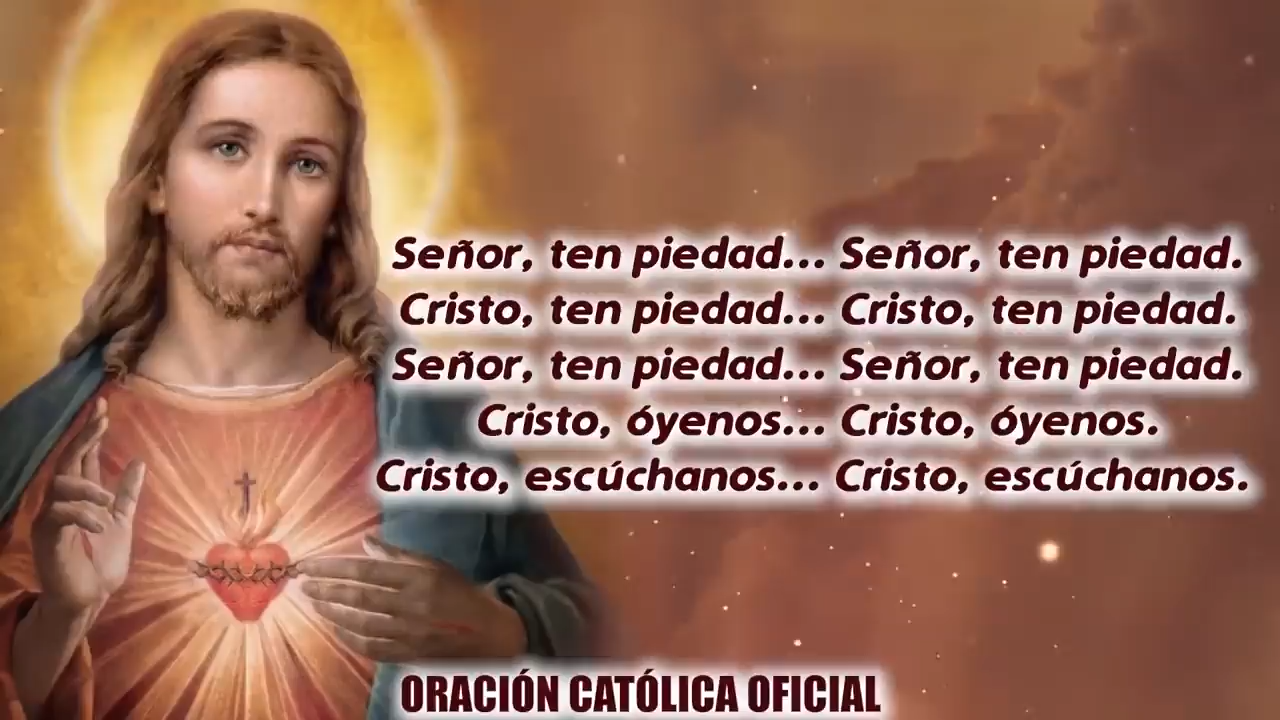 Señor, ten piedad... Señor, ten piedad.
Cristo, ten piedad... Cristo, ten piedad.
Señor, ten piedad... Señor, ten piedad.
Cristo, óyenos... Cristo, óyenos.
Cristo, escúchanos... Cristo, escúchanos.
ORACIÓN CATÓLICA OFICIAL